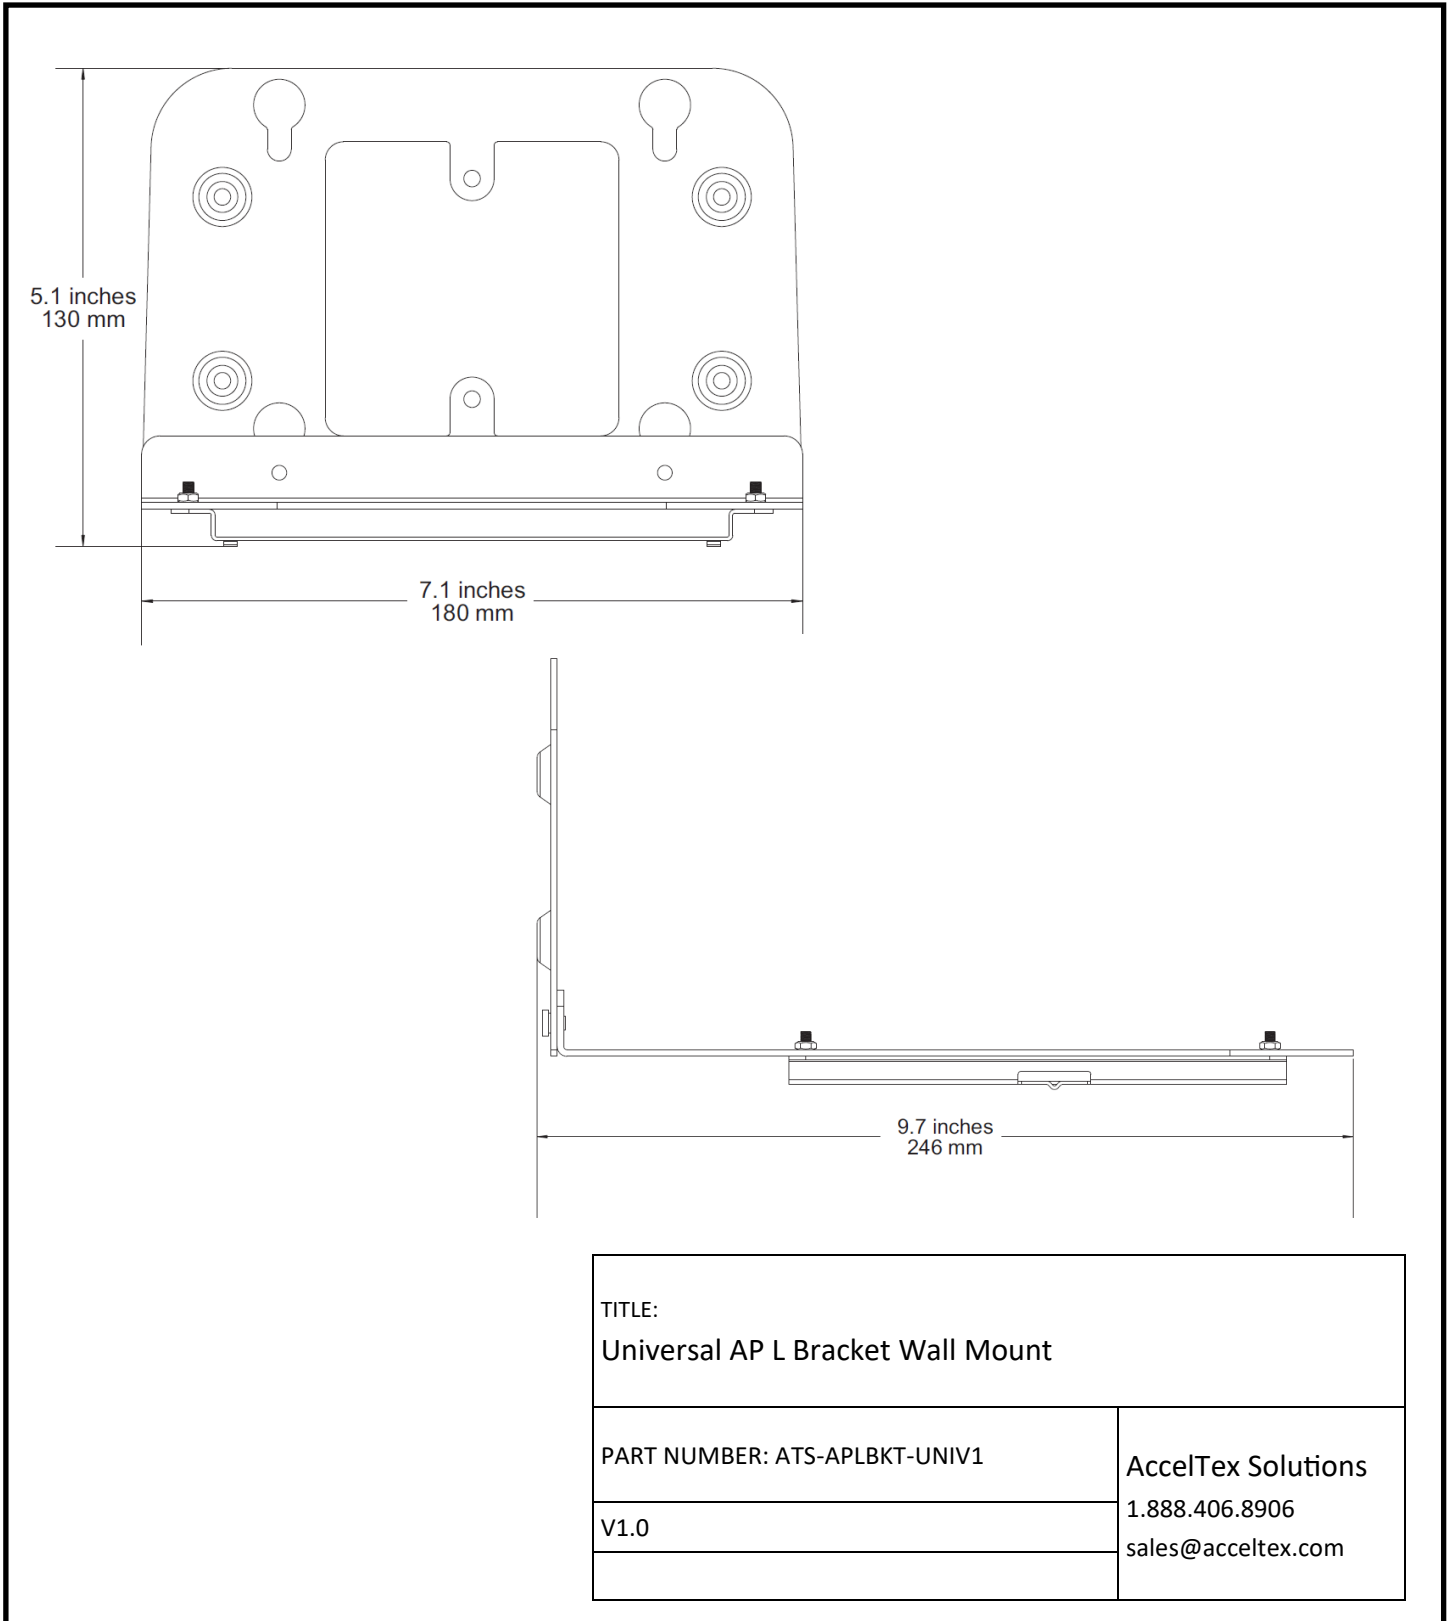 5.1 inches
130 mm
7.1 inches
180 mm
9.7 inches
246 mm
TITLE:
Universal AP L Bracket Wall Mount
PART NUMBER: ATS-APLBKT-UNIV1
V1.0
AccelTex Solutions
1.888.406.8906
sales@acceltex.com